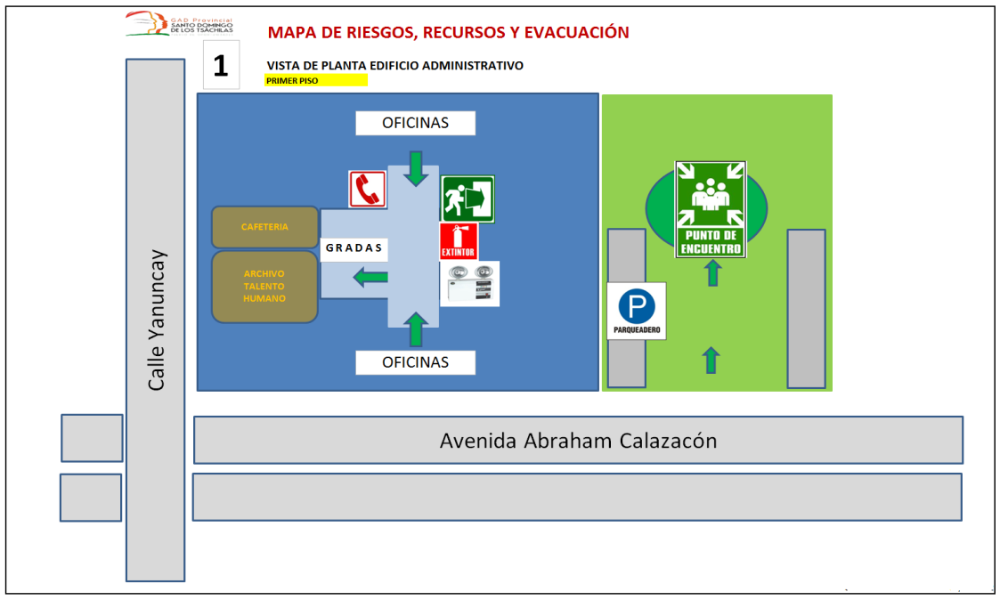 GAD Provincial
SANTO DOMINGO
DE LOS TSÁCHILAS
MAPA DE RIESGOS, RECURSOS Y EVACUACIÓN
1
VISTA DE PLANTA EDIFICIO ADMINISTRATIVO
PRIMER PISO
OFICINAS
CAFETERIA
GRADAS
EXTINTOR
ARCHIVO
TALENTO
HUMANO
OFICINAS
PUNTO DE
ENCUENTRO
P
PARQUEADERO
Calle Yanuncay
Avenida Abraham Calazacón